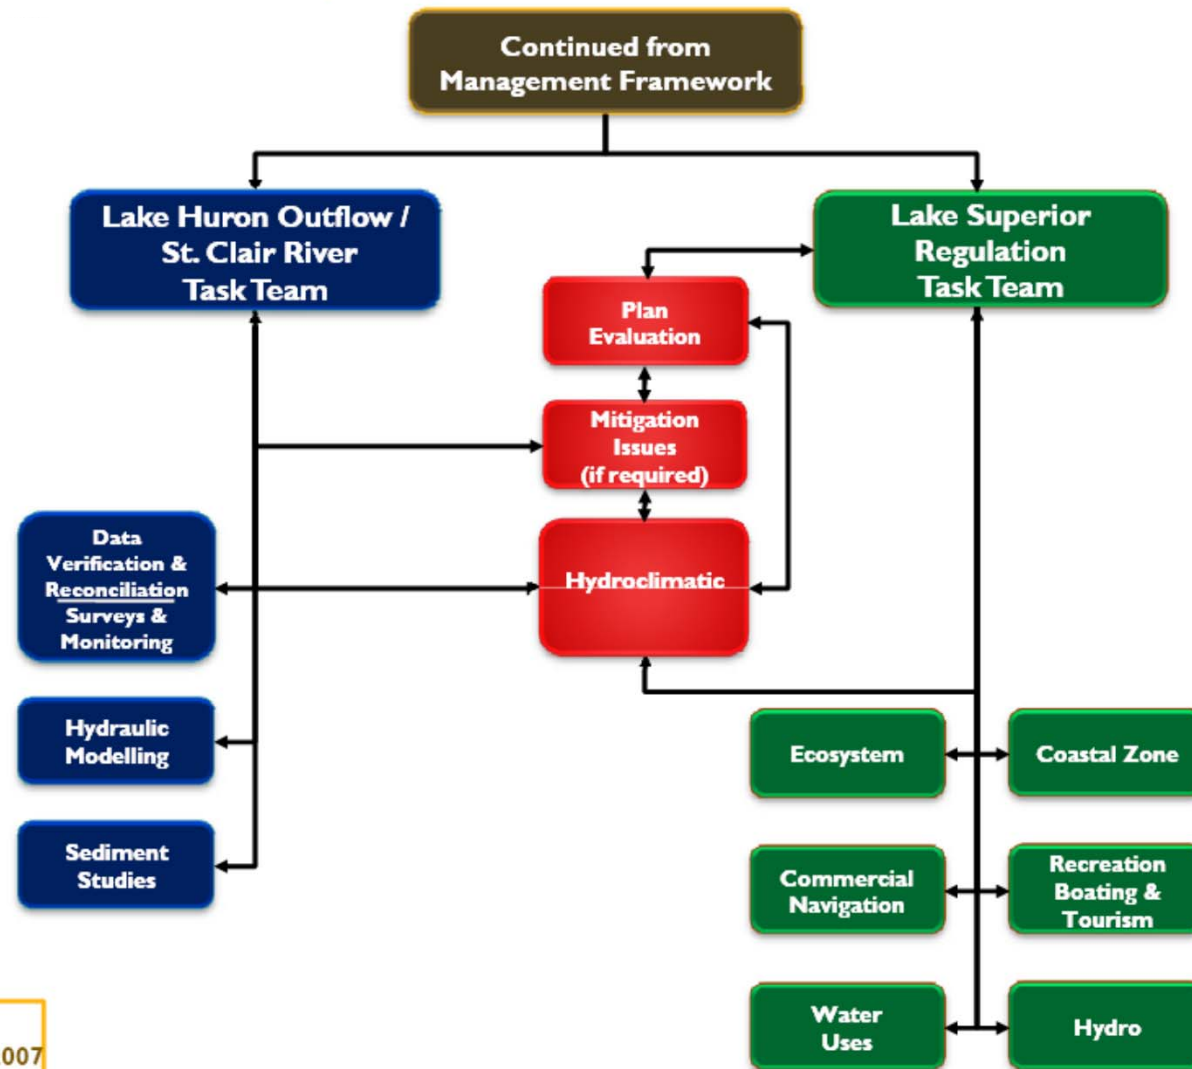 Continued from
Management Framework
Lake Huron Outflow /
St. Clair River
Task Team
Lake Superior
Regulation
Task Team
Plan
Evaluation
Mitigation
Issues
(if required)
Data
Verification &
Reconciliation
Surveys &
Monitoring
Hydroclimatic
Hydraulic
Modelling
Sediment
Studies
Ecosystem
Coastal Zone
Commercial
Navigation
Recreation
Boating &
Tourism
Water
Uses
Hydro
007